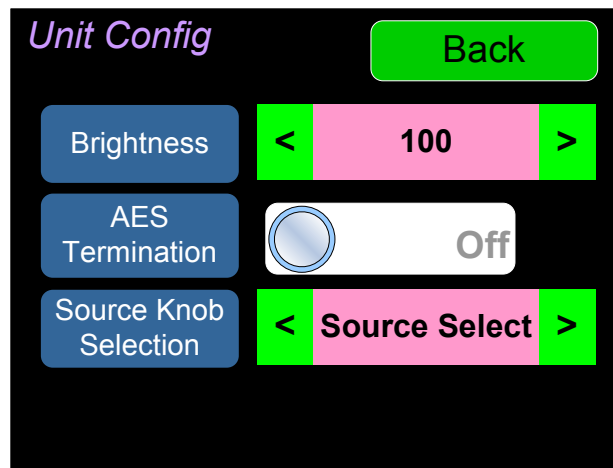 Unit Config
Back
Brightness
< 100 >
AES
Termination
Off
Source Knob
Selection
< Source Select >